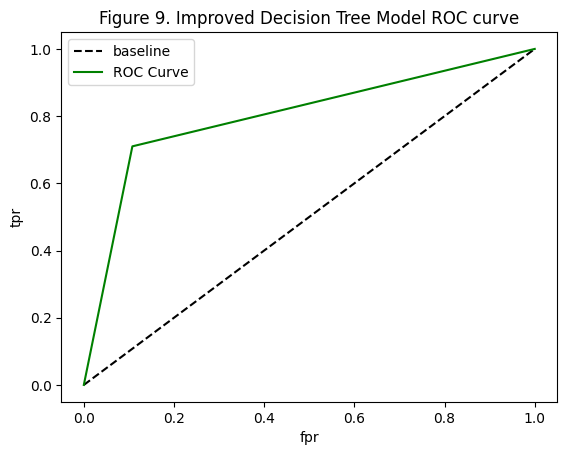 Figure 9. Improved Decision Tree Model ROC curve
baseline
ROC Curve
1.0
0.8
0.6
0.4
0.2
0.0
tpr
0.0 0.2 0.4 0.6 0.8 1.0
fpr